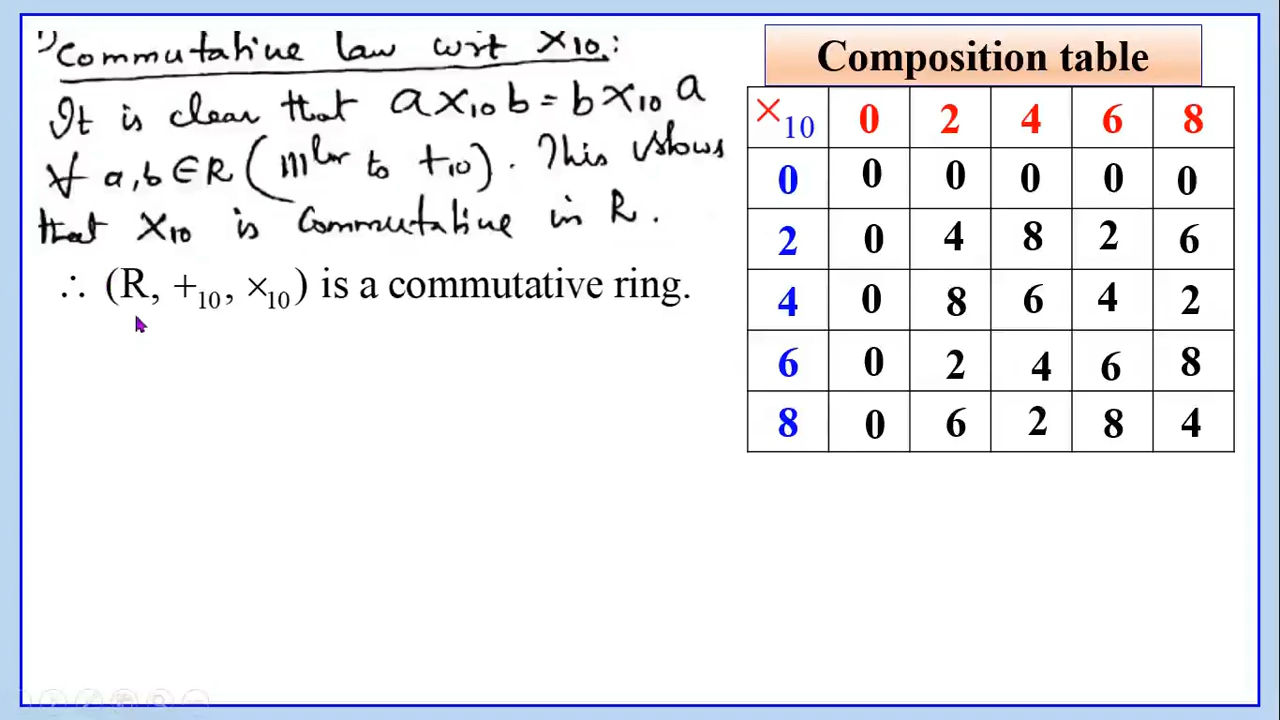 Commutative law wrt ×10:
It is clear that a ×10 b = b ×10 a
∀ a, b ∈ R (|||lar to +10). This shows
that ×10 is commutative in R.
∴ (R, +10, ×10) is a commutative ring.
Composition table
×10 0 2 4 6 8
0 0 0 0 0 0
2 0 4 8 2 6
4 0 8 6 4 2
6 0 2 4 6 8
8 0 6 2 8 4